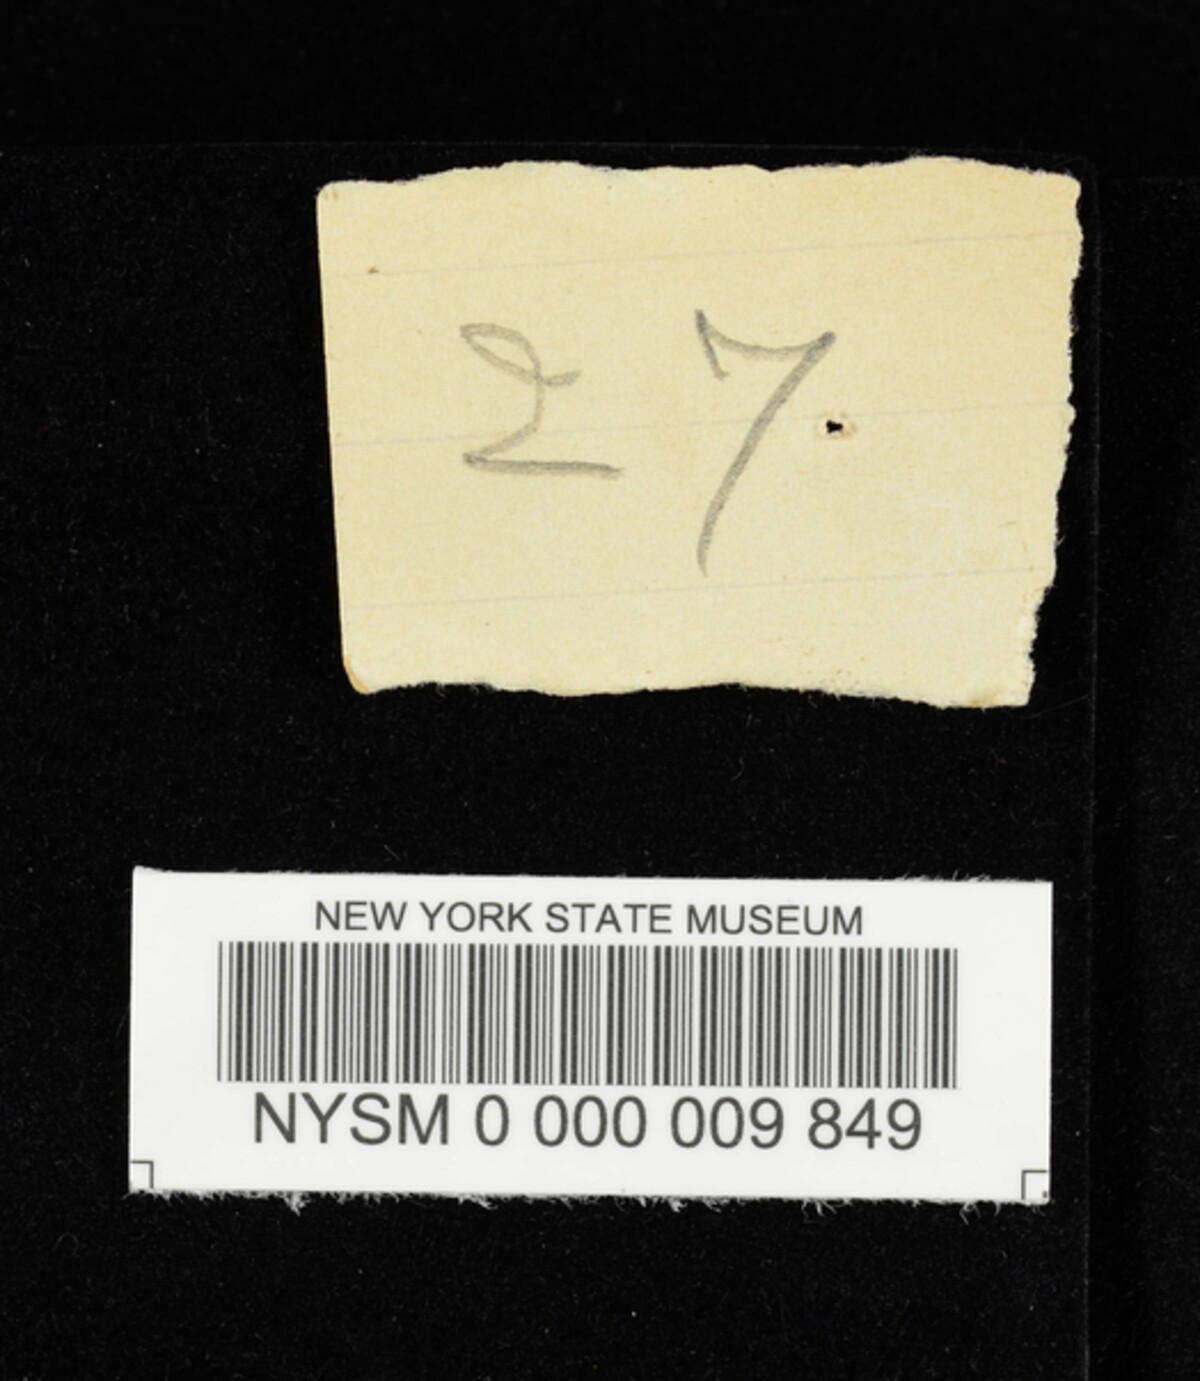 27
NEW YORK STATE MUSEUM
NYSM 0 000 009 849